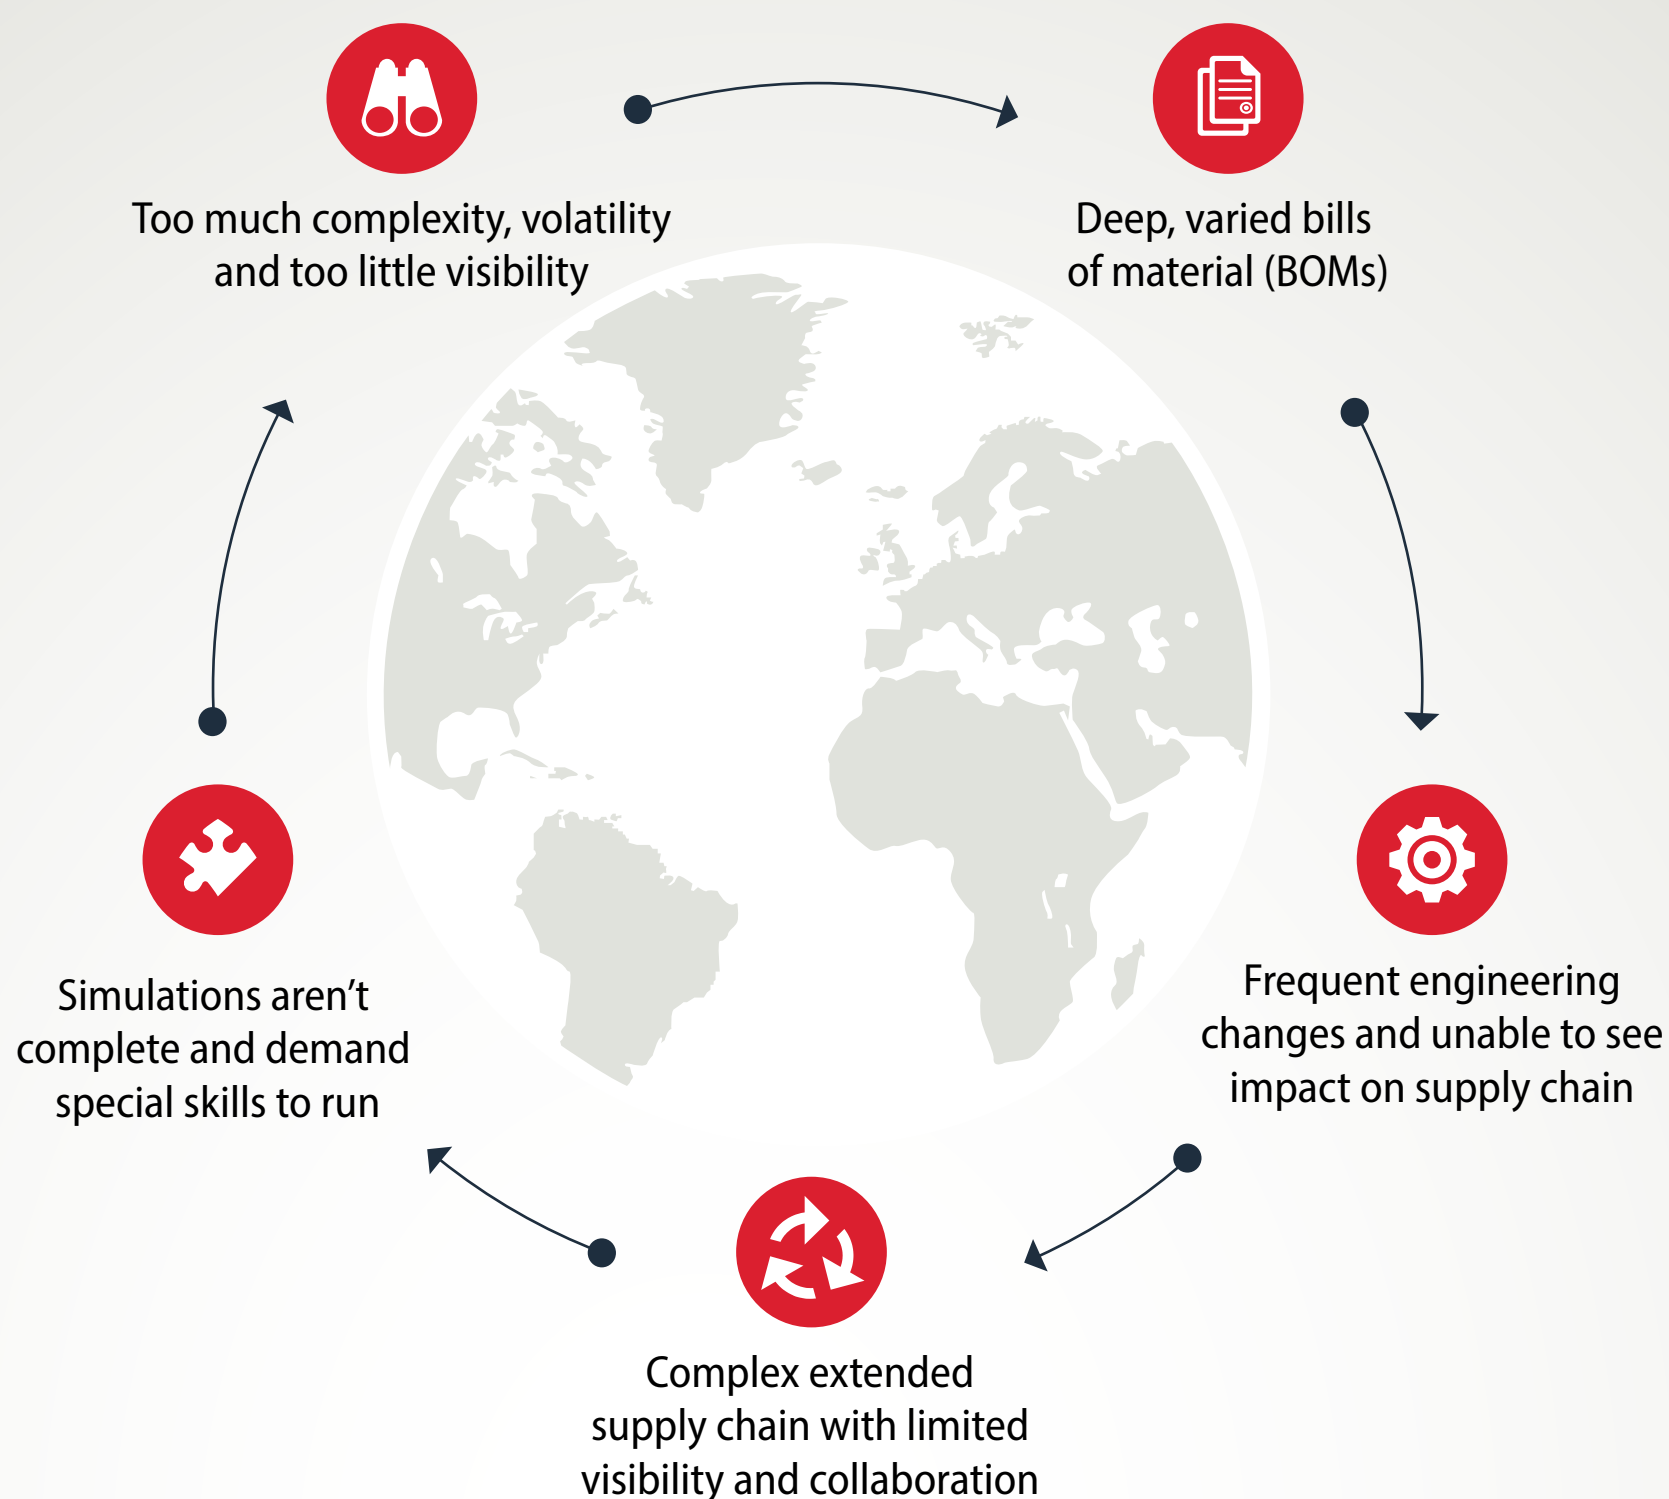 Too much complexity, volatility
and too little visibility
Deep, varied bills
of material (BOMs)
Frequent engineering
changes and unable to see
impact on supply chain
Complex extended
supply chain with limited
visibility and collaboration
Simulations aren’t
complete and demand
special skills to run